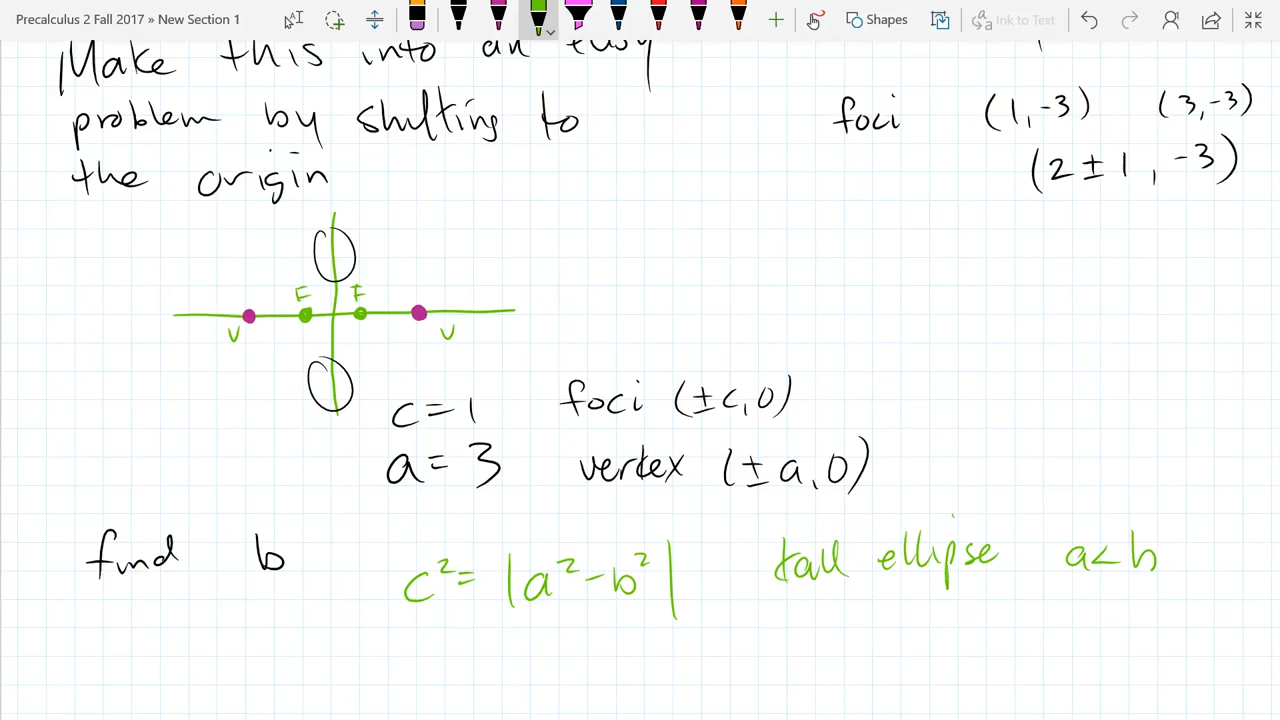 Precalculus 2 Fall 2017 » New Section 1
Shapes
Ink to Text
Make this into an easy
problem by shifting to
the origin
foci (1, -3) (3, -3)
(2 ± 1, -3)
F F
V V
c = 1 foci (± c, 0)
a = 3 vertex (± a, 0)
find b c² = |a² - b²| tall ellipse a < b